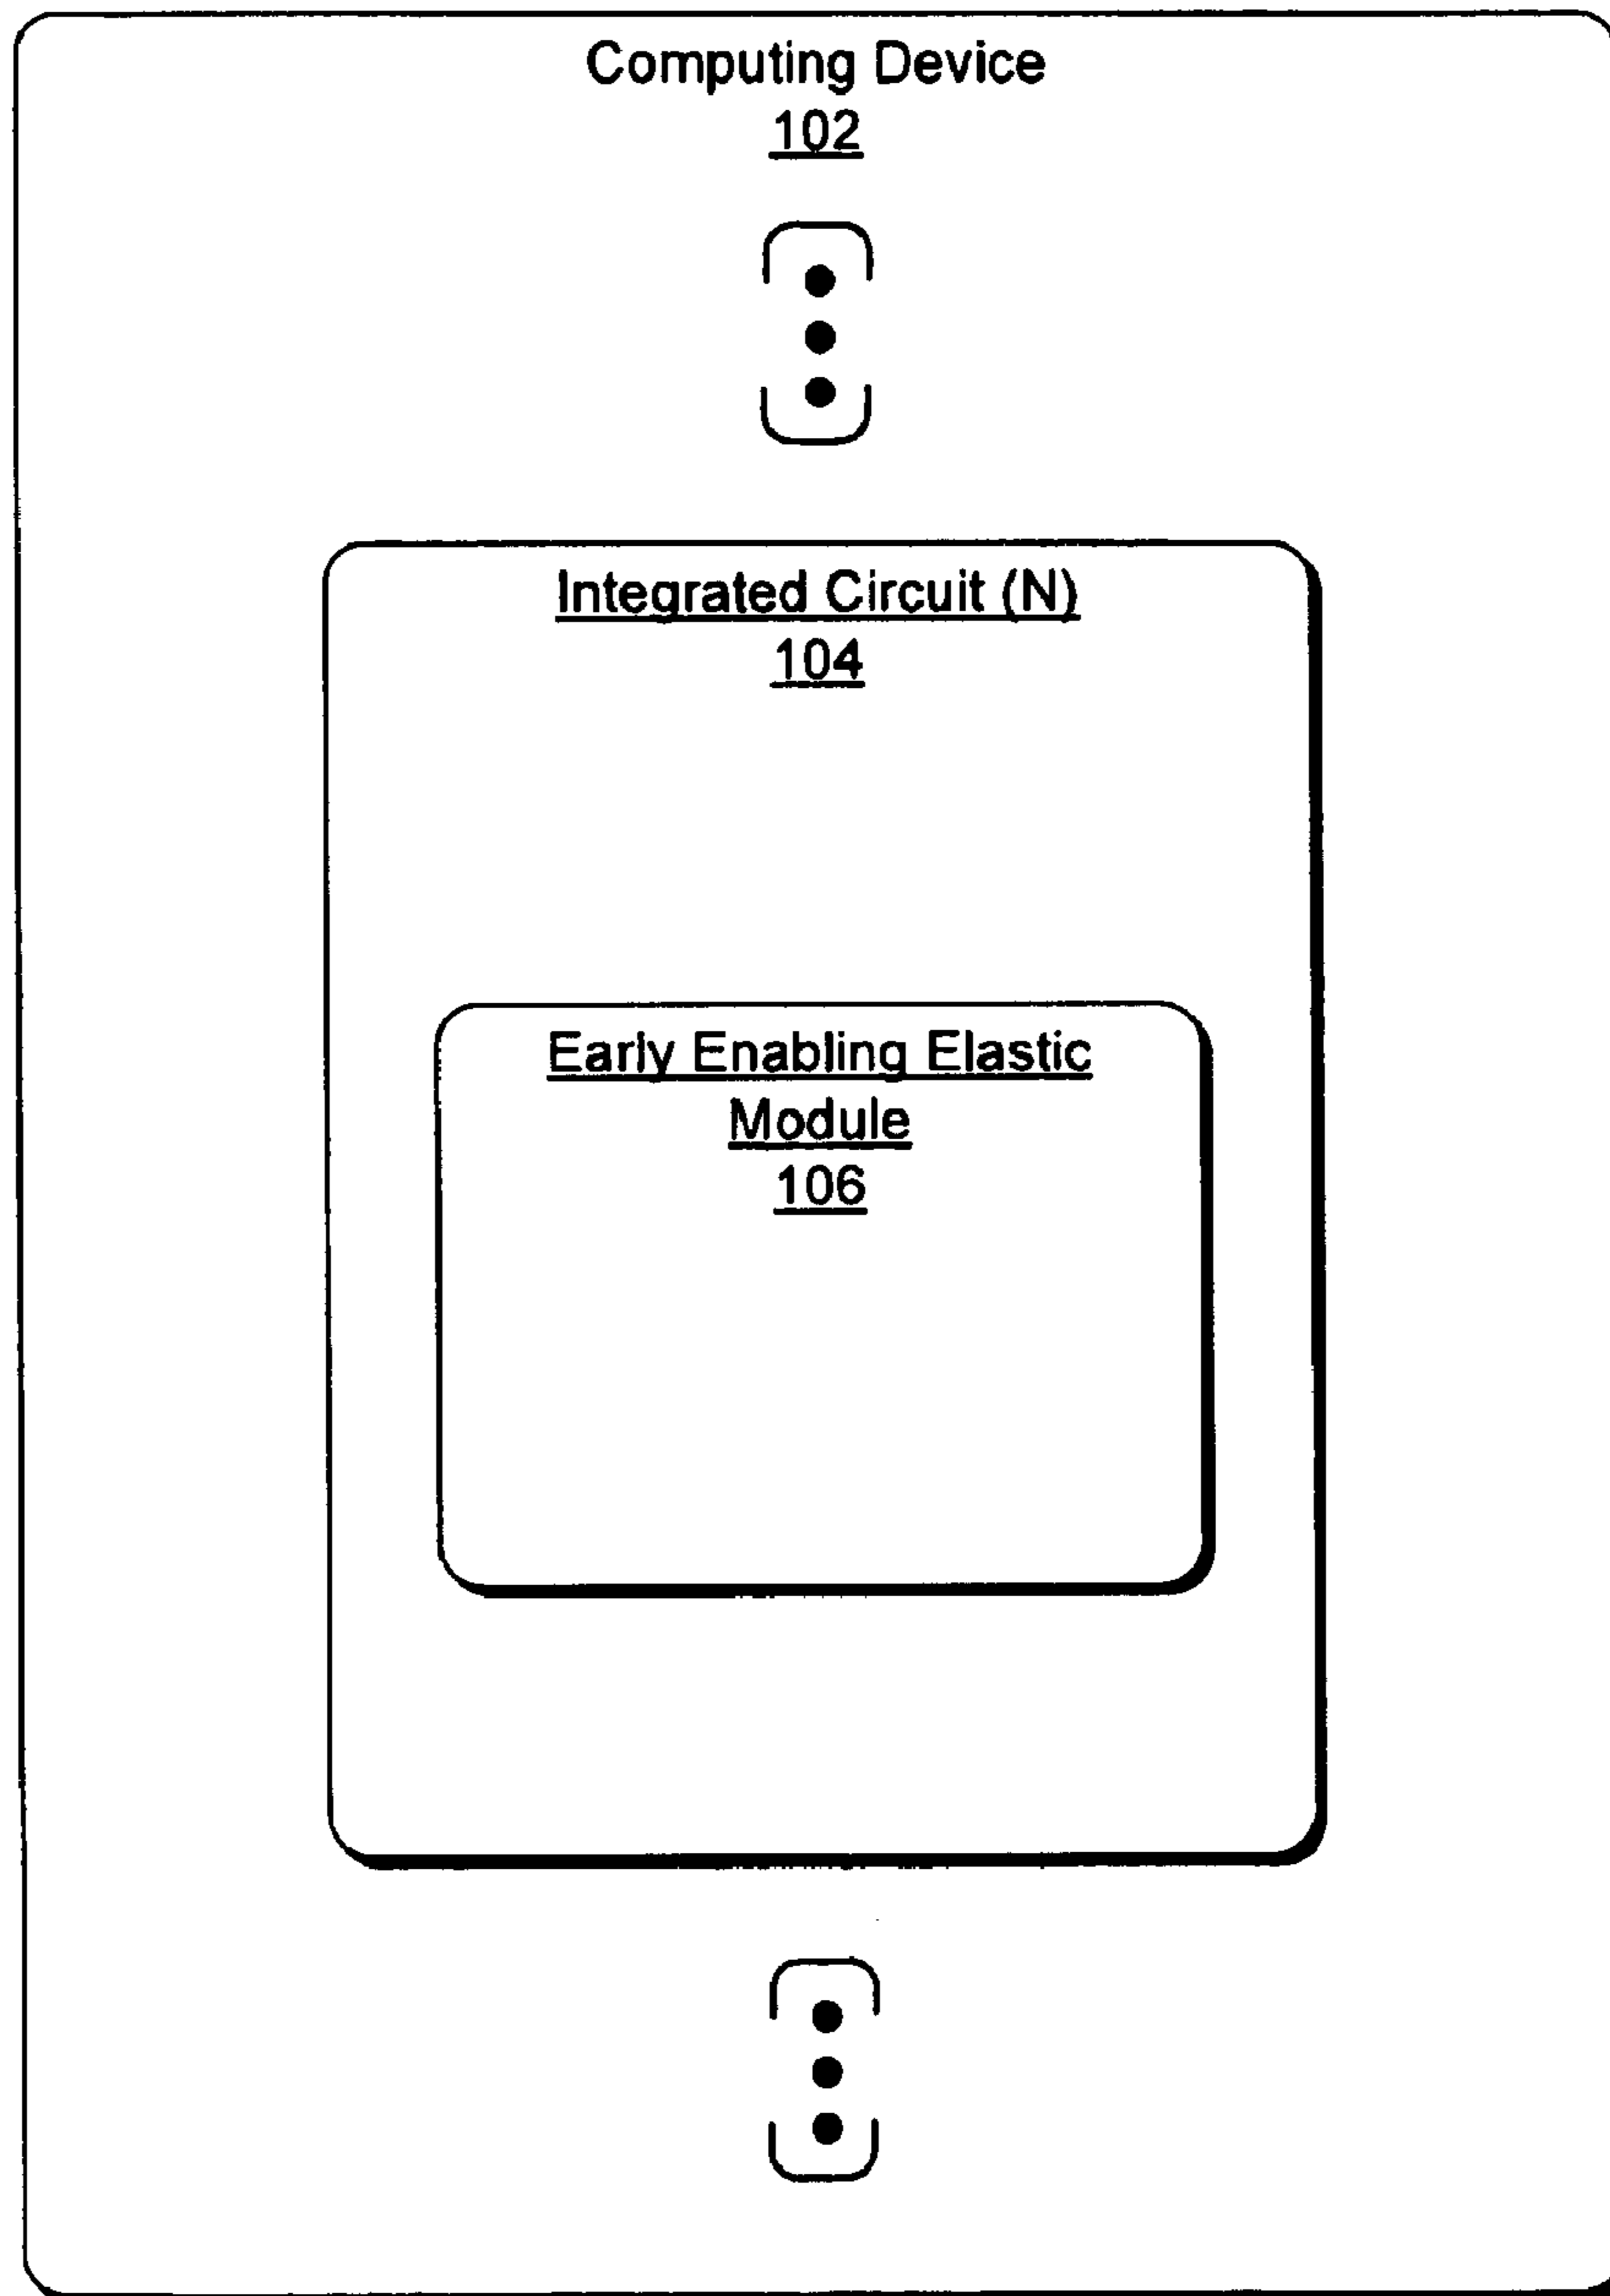 Computing Device
102
Integrated Circuit (N)
104
Early Enabling Elastic
Module
106